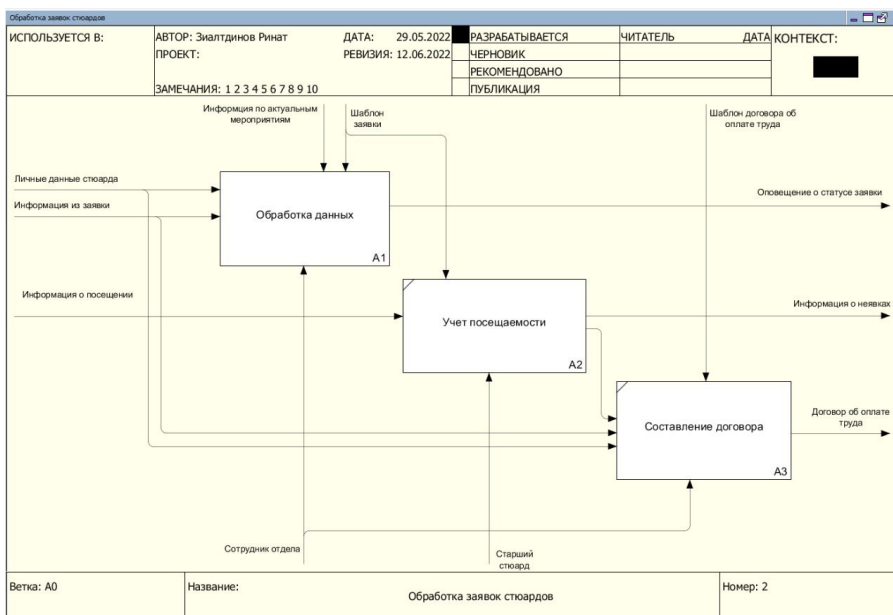 Обработка заявок стюардов
ИСПОЛЬЗУЕТСЯ В:
АВТОР: Зиалтдинов Ринат
ДАТА: 29.05.2022
РАЗРАБАТЫВАЕТСЯ
ЧИТАТЕЛЬ
ДАТА
КОНТЕКСТ:
ПРОЕКТ:
РЕВИЗИЯ: 12.06.2022
ЧЕРНОВИК
РЕКОМЕНДОВАНО
ЗАМЕЧАНИЯ: 1 2 3 4 5 6 7 8 9 10
ПУБЛИКАЦИЯ
Информция по актуальным
мероприятиям
Шаблон
заявки
Шаблон договора об
оплате труда
Личные данные стюарда
Информация из заявки
Обработка данных
A1
Оповещение о статусе заявки
Информация о посещении
Учет посещаемости
A2
Информация о неявках
Составление договора
A3
Договор об оплате
труда
Сотрудник отдела
Старший
стюард
Ветка: A0
Название:
Обработка заявок стюардов
Номер: 2